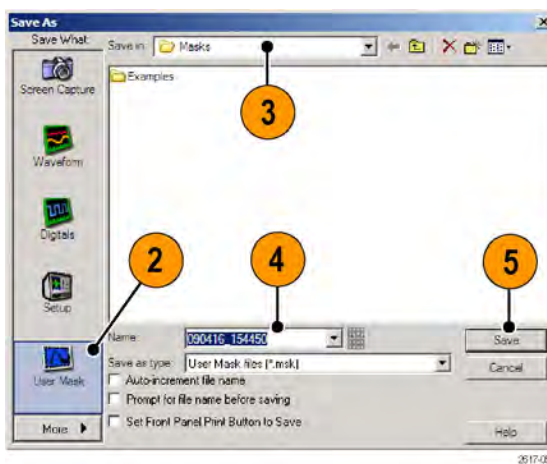 Save As
Save What:
Save in:
Masks
Screen Capture
Examples
3
Waveform
Digitals
2
4
5
Setup
Name:
090416_154450
Save
Save as type:
User Mask files (*.msk)
Cancel
User Mask
Auto-increment file name
Prompt for file name before saving
Set Front Panel Print Button to Save
More
Help